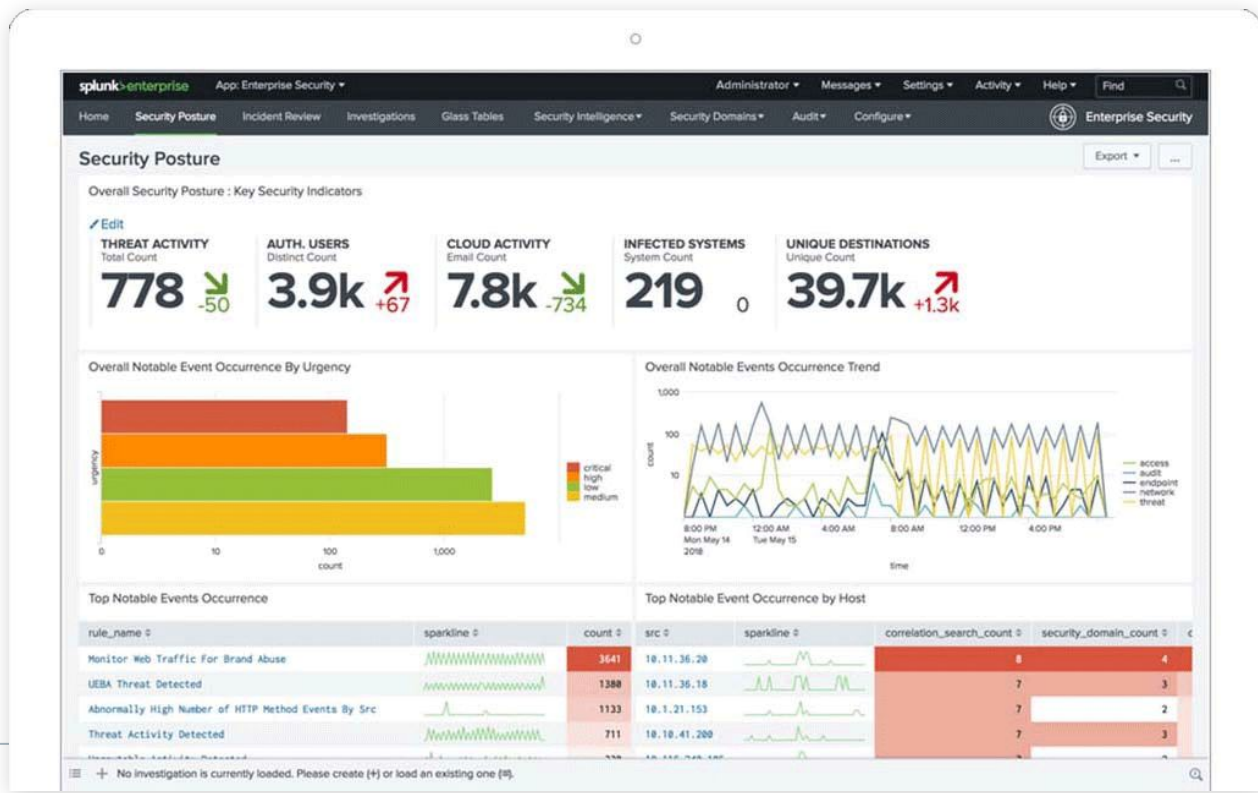 splunk>enterprise App: Enterprise Security Administrator Messages Settings Activity Help Find
Home Security Posture Incident Review Investigations Glass Tables Security Intelligence Security Domains Audit Configure Enterprise Security
Security Posture Export ...
Overall Security Posture : Key Security Indicators
Edit
THREAT ACTIVITY
Total Count
778 -50
AUTH. USERS
Distinct Count
3.9k +67
CLOUD ACTIVITY
Email Count
7.8k -734
INFECTED SYSTEMS
System Count
219 0
UNIQUE DESTINATIONS
Unique Count
39.7k +1.3k
Overall Notable Event Occurrence By Urgency
urgency
critical
high
low
medium
0 10 100 1,000
count
Overall Notable Events Occurrence Trend
1,000
100
10
count
access
audit
endpoint
network
threat
8:00 PM 12:00 AM 4:00 AM 8:00 AM 12:00 PM 4:00 PM
Mon May 14 Tue May 15
2018
time
Top Notable Events Occurrence
rule_name sparkline count
Monitor Web Traffic For Brand Abuse 3641
UEBA Threat Detected 1380
Abnormally High Number of HTTP Method Events By Src 1133
Threat Activity Detected 711
Top Notable Event Occurrence by Host
src sparkline correlation_search_count security_domain_count
10.11.36.20 8 4
10.11.36.18 7 3
10.1.21.153 7 2
10.10.41.200 7 3
No investigation is currently loaded. Please create (+) or load an existing one (≡).